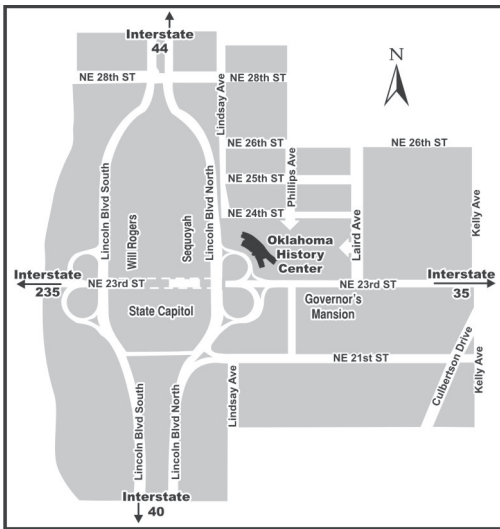 Interstate
44
N
NE 28th ST
NE 28th ST
Lindsay Ave
NE 26th ST
NE 26th ST
Phillips Ave
NE 25th ST
Lincoln Blvd South
Will Rogers
Sequoyah
Lincoln Blvd North
NE 24th ST
Laird Ave
Kelly Ave
Oklahoma
History
Center
Interstate
235
NE 23rd ST
NE 23rd ST
Interstate
35
State Capitol
Governor's
Mansion
NE 21st ST
Lincoln Blvd South
Lincoln Blvd North
Lindsay Ave
Culbertson Drive
Kelly Ave
Interstate
40